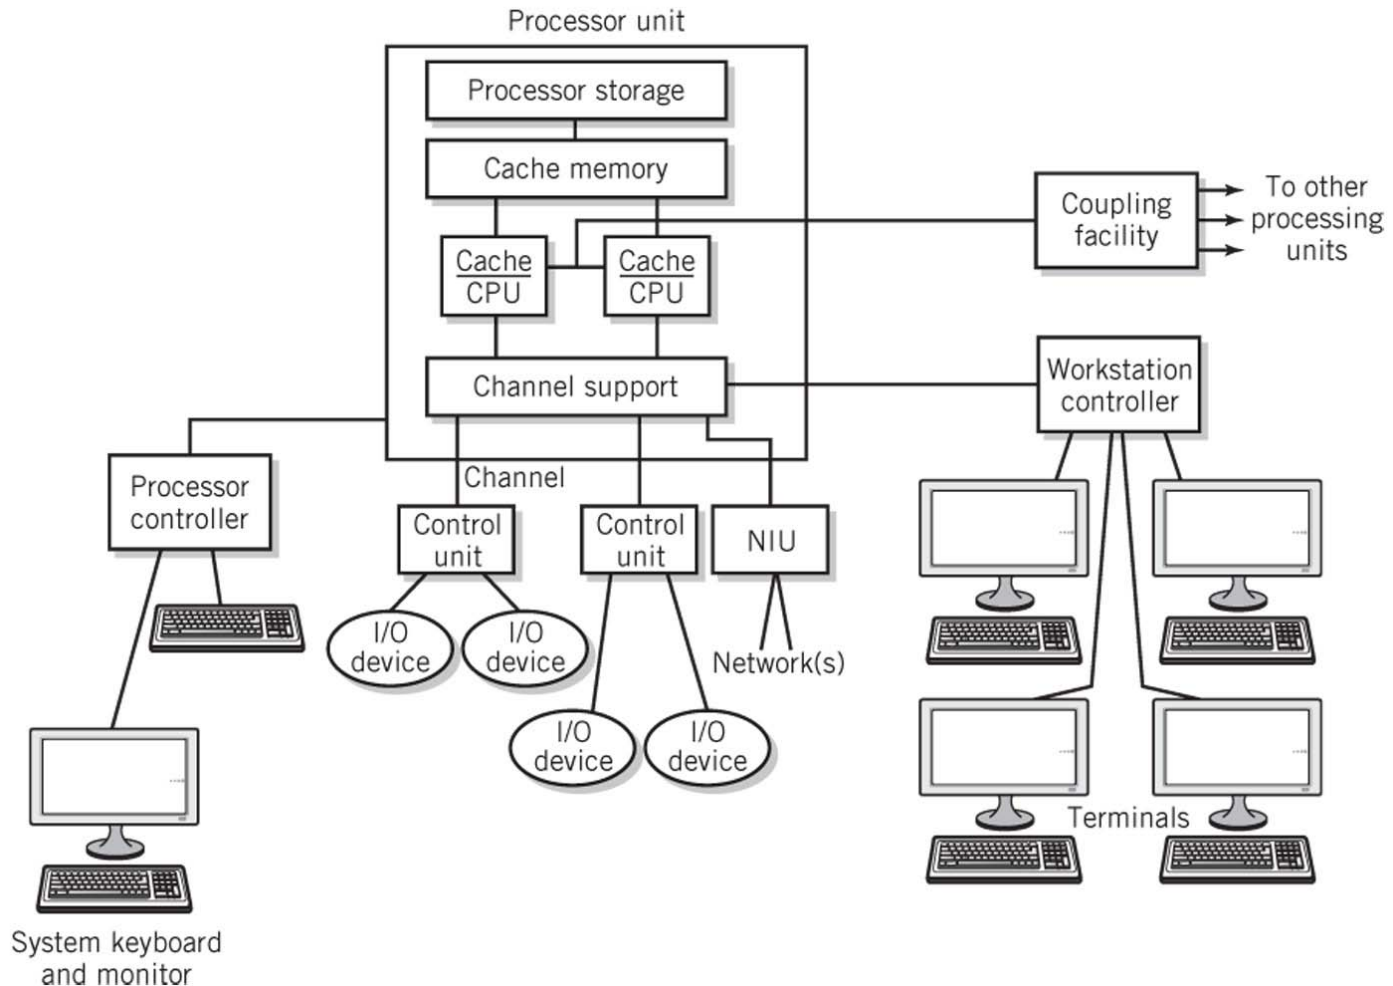 Processor unit
Processor storage
Cache memory
Cache
CPU
Cache
CPU
Channel support
Coupling
facility
To other
processing
units
Workstation
controller
Processor
controller
Channel
Control
unit
Control
unit
NIU
I/O
device
I/O
device
Network(s)
I/O
device
I/O
device
Terminals
System keyboard
and monitor